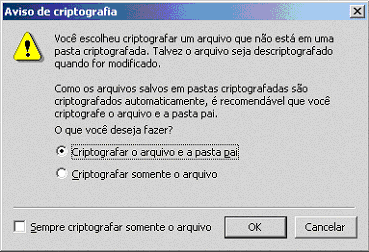 Aviso de criptografia
Você escolheu criptografar um arquivo que não está em uma
pasta criptografada. Talvez o arquivo seja descriptografado
quando for modificado.
Como os arquivos salvos em pastas criptografadas são
criptografados automaticamente, é recomendável que você
criptografe o arquivo e a pasta pai.
O que você deseja fazer?
Criptografar o arquivo e a pasta pai
Criptografar somente o arquivo
Sempre criptografar somente o arquivo
OK
Cancelar